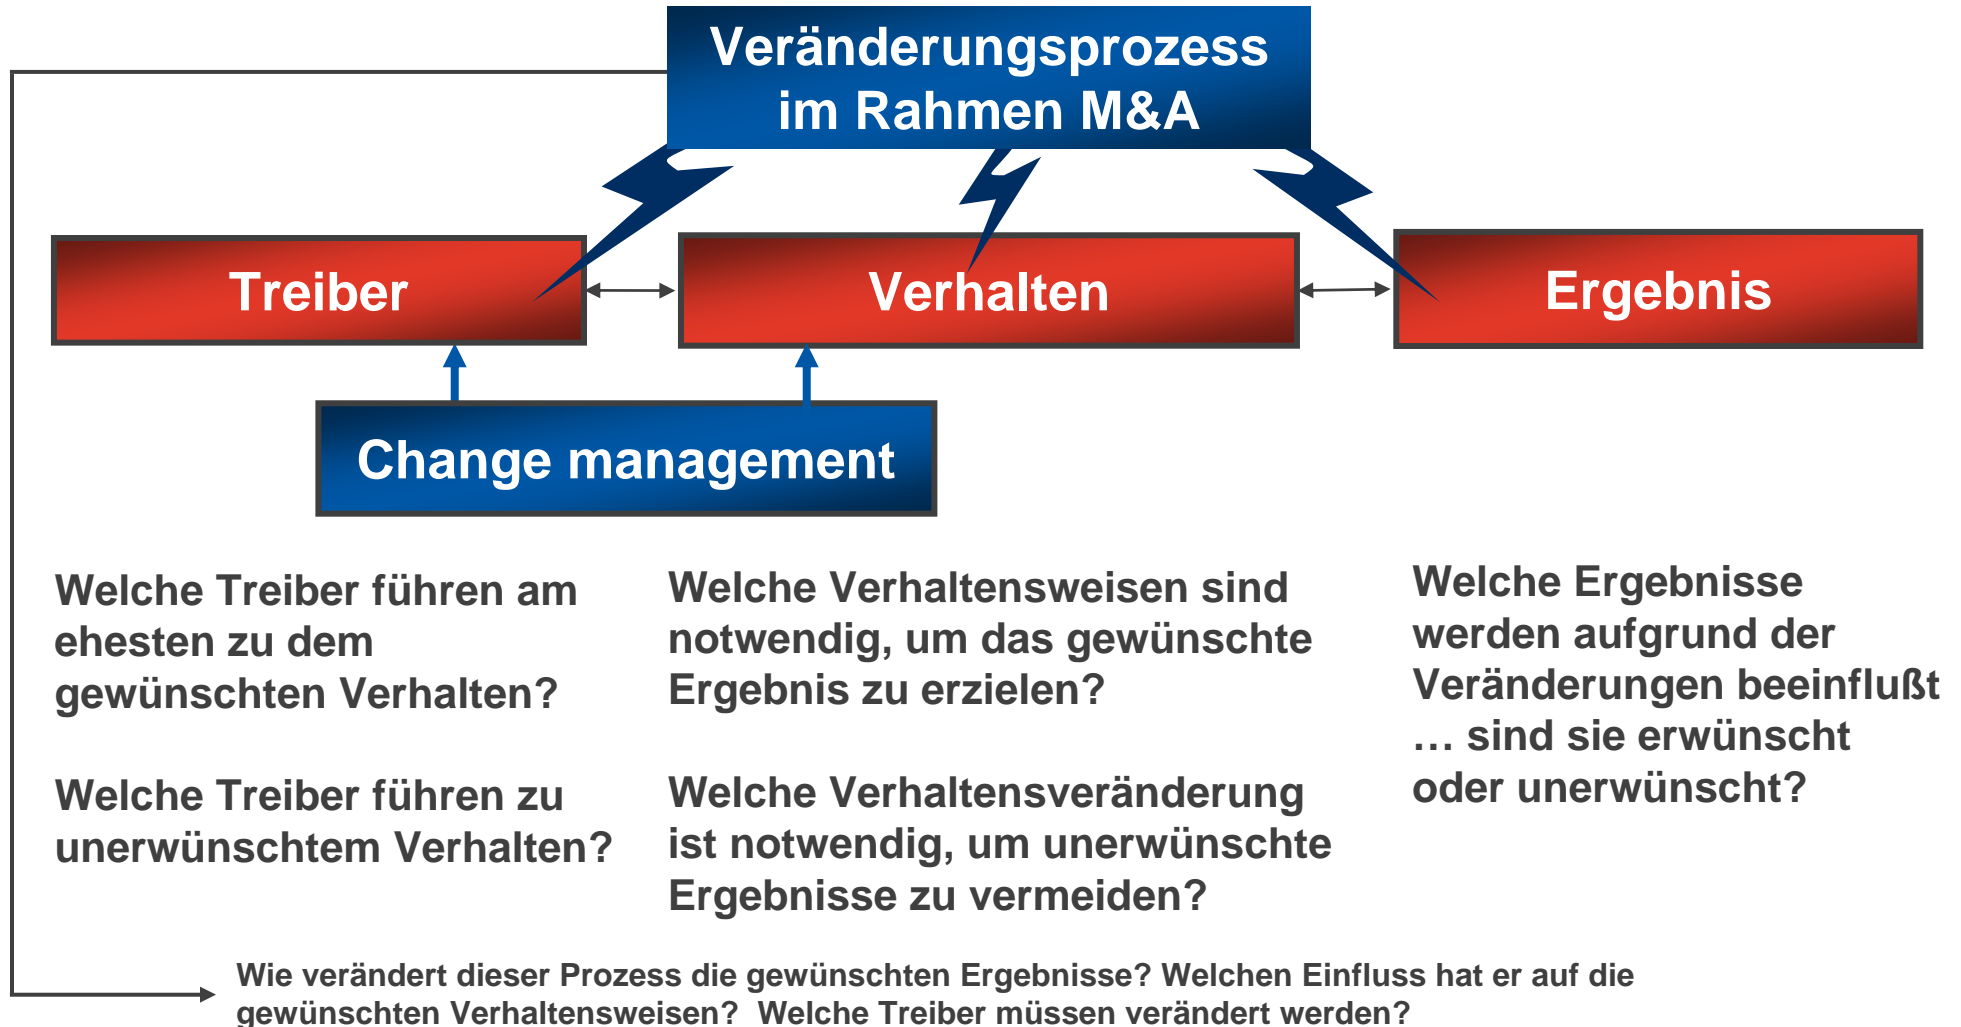 Veränderungsprozess
im Rahmen M&A
Treiber
Verhalten
Ergebnis
Change management
Welche Treiber führen am
ehesten zu dem
gewünschten Verhalten?
Welche Treiber führen zu
unerwünschtem Verhalten?
Welche Verhaltensweisen sind
notwendig, um das gewünschte
Ergebnis zu erzielen?
Welche Verhaltensveränderung
ist notwendig, um unerwünschte
Ergebnisse zu vermeiden?
Welche Ergebnisse
werden aufgrund der
Veränderungen beeinflußt
… sind sie erwünscht
oder unerwünscht?
Wie verändert dieser Prozess die gewünschten Ergebnisse? Welchen Einfluss hat er auf die
gewünschten Verhaltensweisen?  Welche Treiber müssen verändert werden?